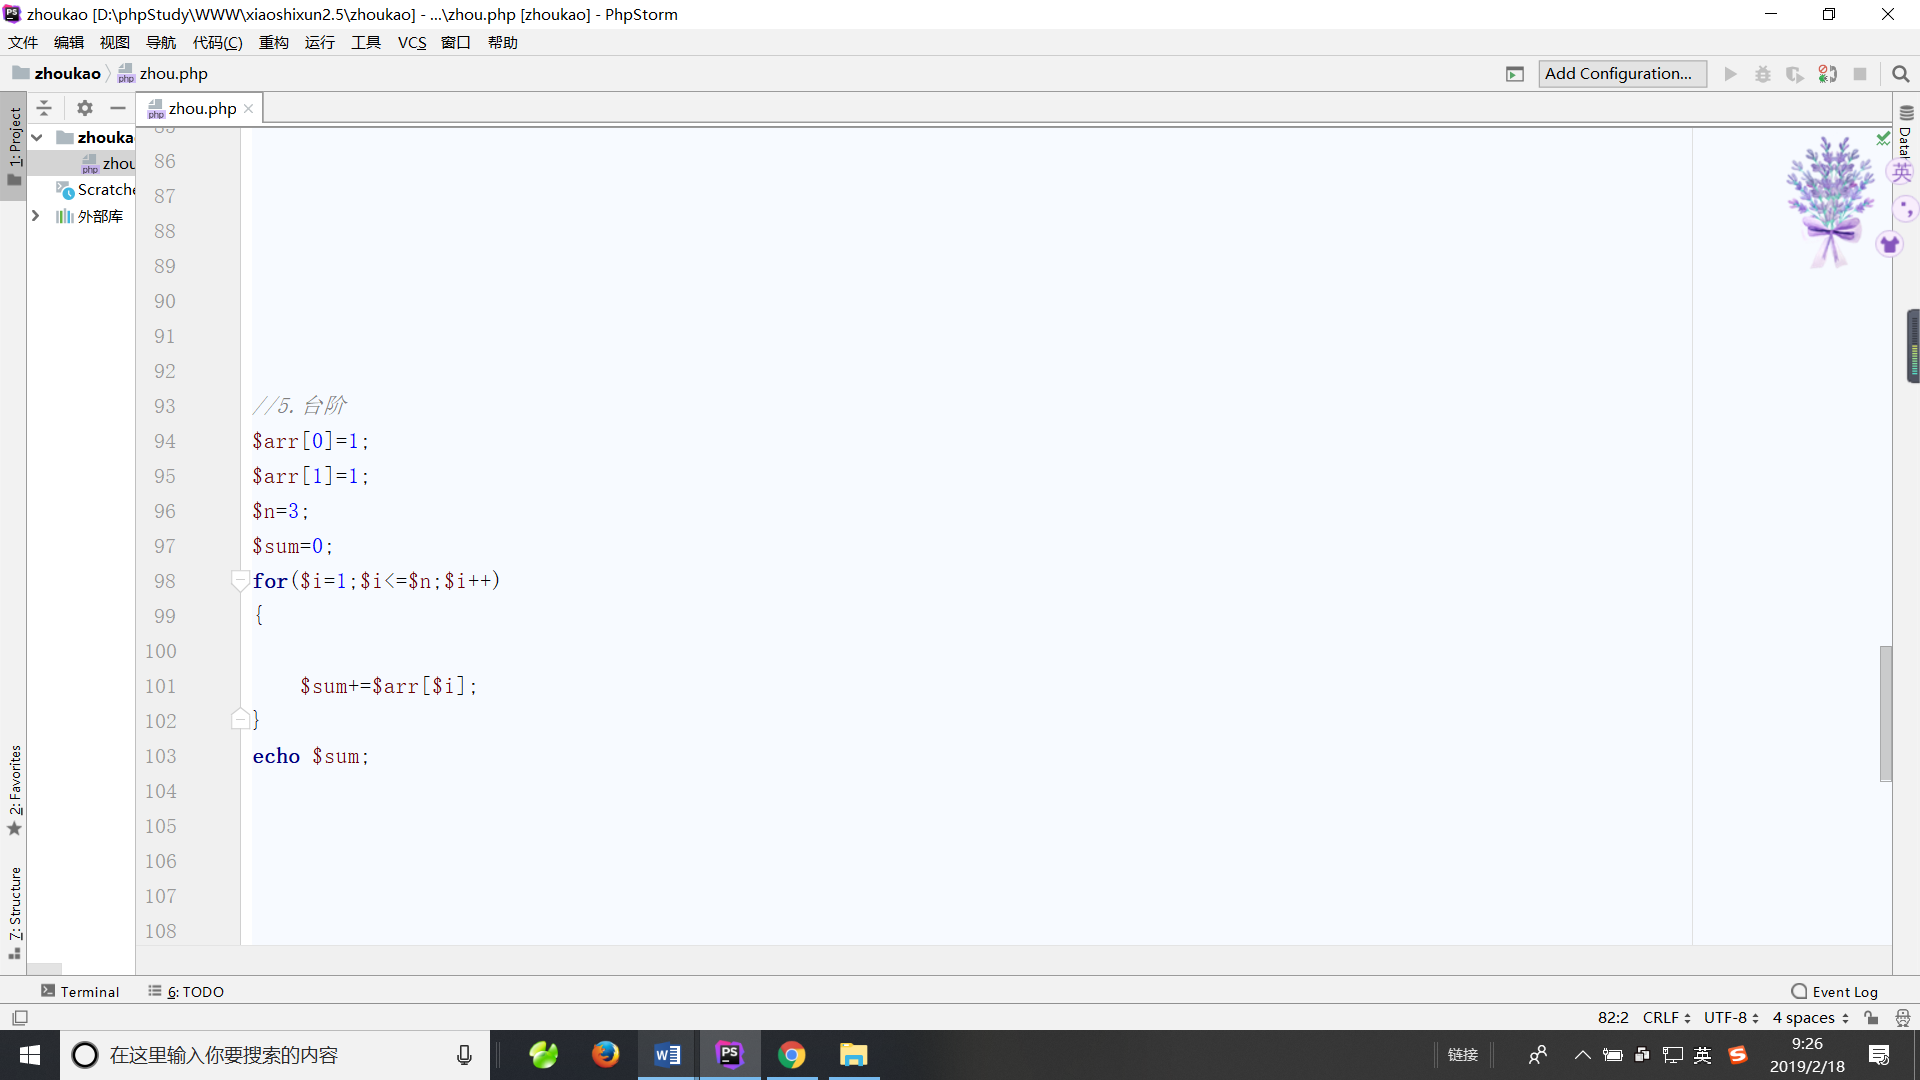 zhoukao [D:\phpStudy\WWW\xiaoshixun2.5\zhoukao] - ...\zhou.php [zhoukao] - PhpStorm
文件 编辑 视图 导航 代码(C) 重构 运行 工具 VCS 窗口 帮助
zhoukao zhou.php Add Configuration...
1: Project
zhou.php
zhouka
zhou
Scratche
外部库
86
87
88
89
90
91
92
93 //5.台阶
94 $arr[0]=1;
95 $arr[1]=1;
96 $n=3;
97 $sum=0;
98 for($i=1;$i<=$n;$i++)
99 {
100
101 $sum+=$arr[$i];
102 }
103 echo $sum;
104
105
106
107
108
2: Favorites
7: Structure
英
Terminal 6: TODO Event Log
82:2 CRLF UTF-8 4 spaces
在这里输入你要搜索的内容
链接 英 9:26
2019/2/18